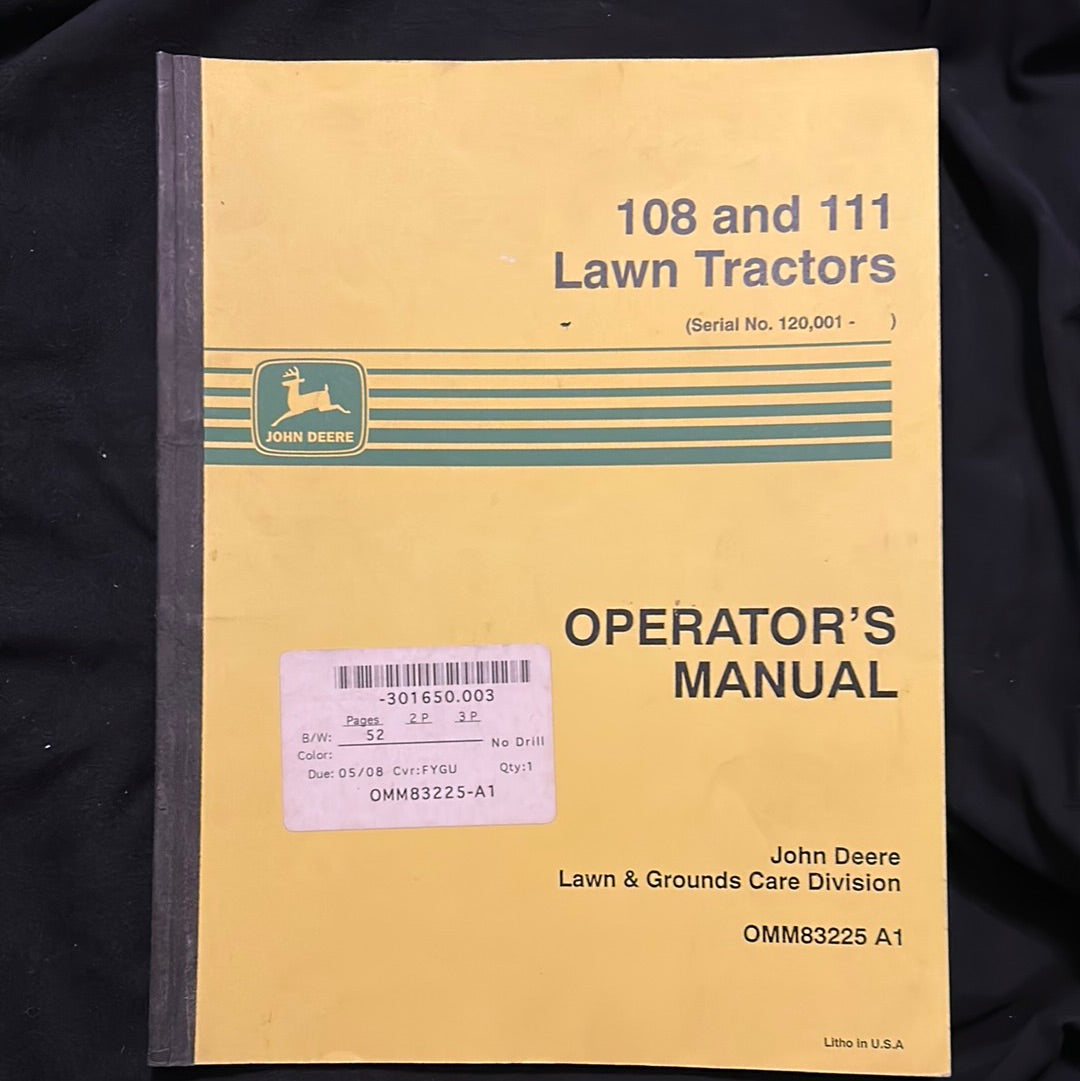 108 and 111
Lawn Tractors
(Serial No. 120,001 -      )
JOHN DEERE
OPERATOR'S
MANUAL
-301650.003
Pages 2 P 3 P
B/W: 52
No Drill
Color:
Due: 05/08 Cvr:FYGU Qty:1
OMM83225-A1
John Deere
Lawn & Grounds Care Division
OMM83225 A1
Litho in U.S.A